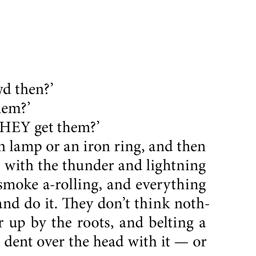 then?’
?’
HEY get them?’
lamp or an iron ring, and then
with the thunder and lightning
smoke a-rolling, and everything
and do it. They don’t think noth-
up by the roots, and belting a
dent over the head with it — or